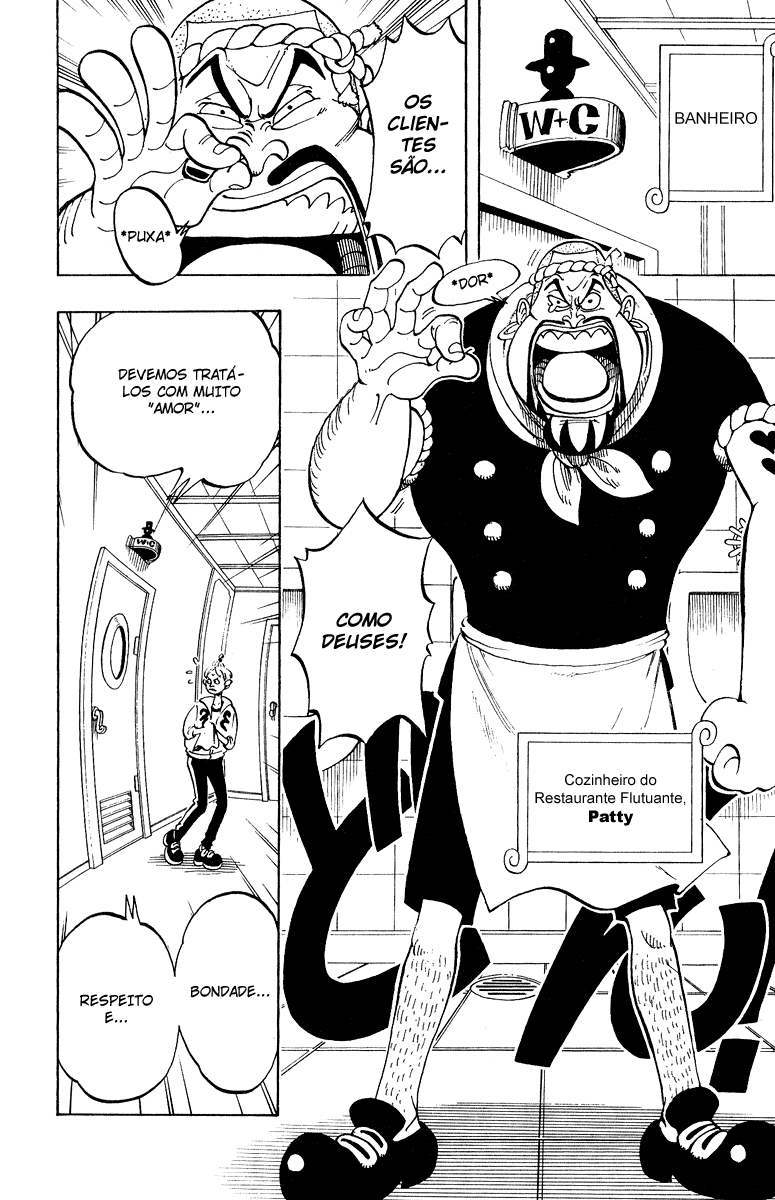 BANHEIRO
W+C
OS
CLIEN-
TES
SÃO...
*PUXA*
*DOR*
COMO
DEUSES!
Cozinheiro do
Restaurante Flutuante,
Patty
DEVEMOS TRATÁ-
LOS COM MUITO
"AMOR"...
W+C
BONDADE...
RESPEITO
E...